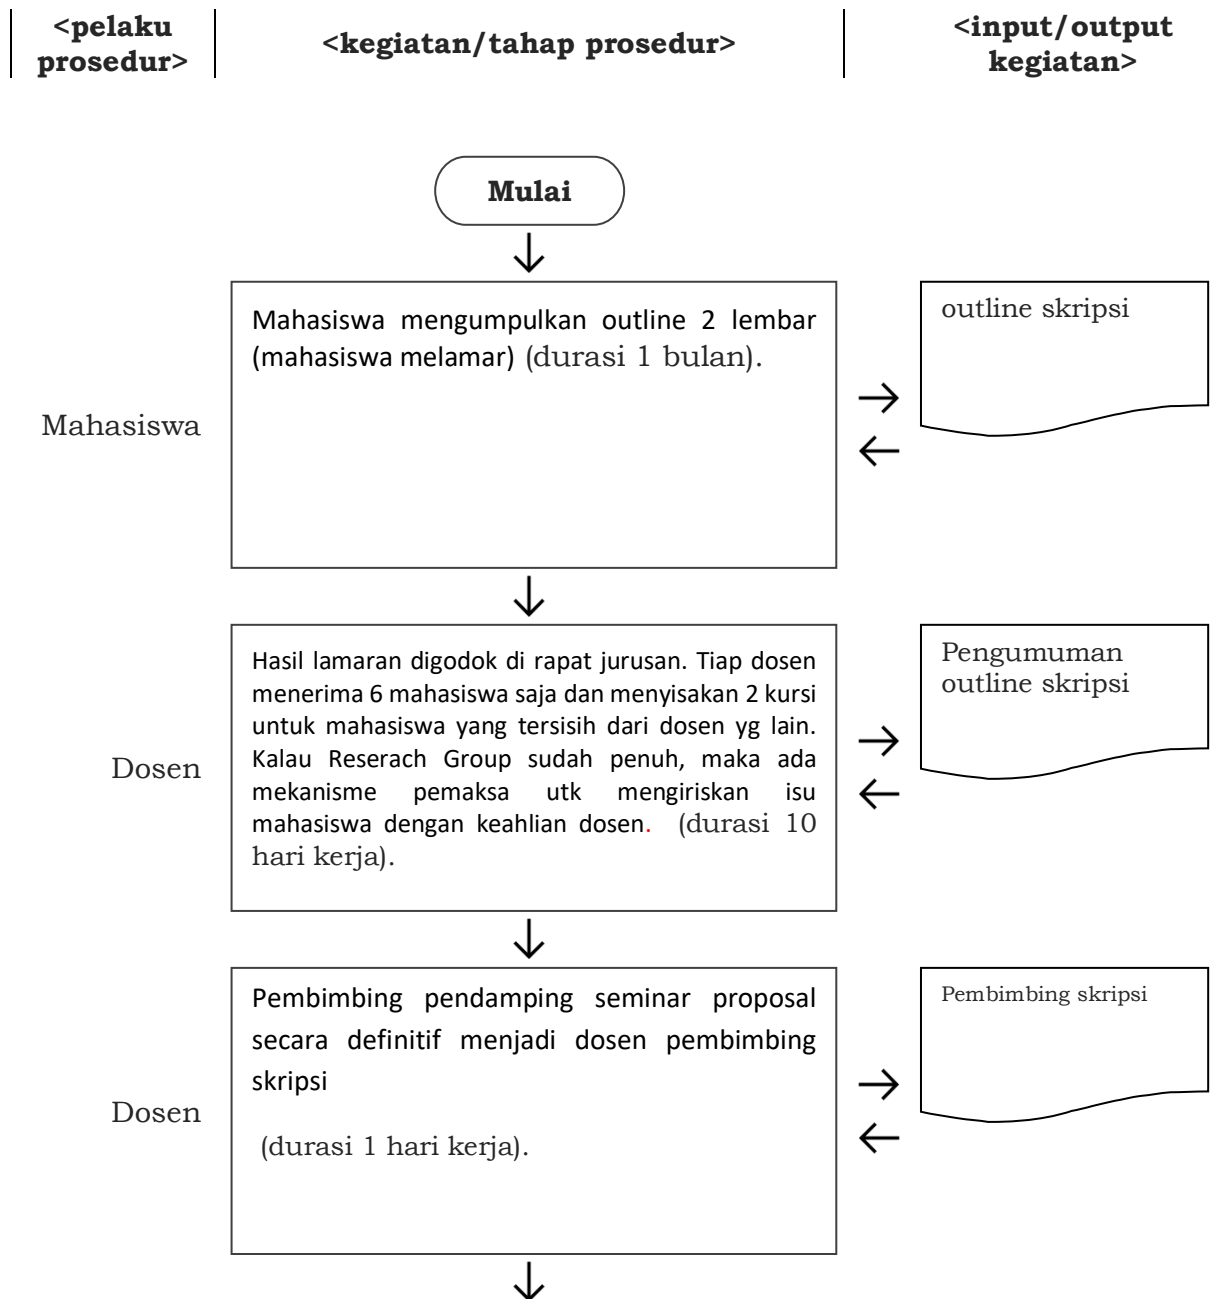 <pelaku
prosedur>
<kegiatan/tahap prosedur>
<input/output
kegiatan>
Mulai
Mahasiswa
Mahasiswa mengumpulkan outline 2 lembar
(mahasiswa melamar) (durasi 1 bulan).
outline skripsi
Dosen
Hasil lamaran digodok di rapat jurusan. Tiap dosen
menerima 6 mahasiswa saja dan menyisakan 2 kursi
untuk mahasiswa yang tersisih dari dosen yg lain.
Kalau Reserach Group sudah penuh, maka ada
mekanisme pemaksa utk mengiriskan isu
mahasiswa dengan keahlian dosen. (durasi 10
hari kerja).
Pengumuman
outline skripsi
Dosen
Pembimbing pendamping seminar proposal
secara definitif menjadi dosen pembimbing
skripsi
(durasi 1 hari kerja).
Pembimbing skripsi